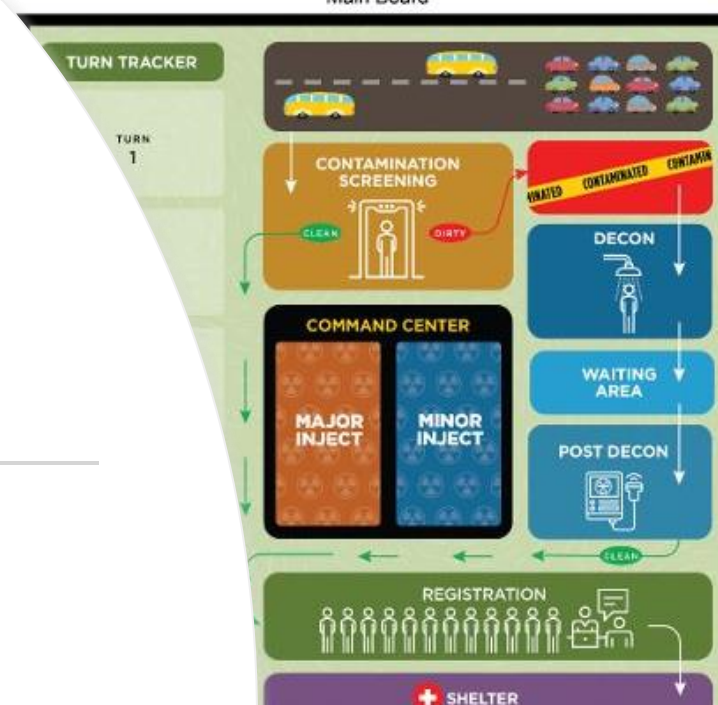 Main Board
TURN TRACKER
TURN
1
CONTAMINATION
SCREENING
CLEAN
DIRTY
CONTAMINATED
DECON
WAITING
AREA
COMMAND CENTER
MAJOR
INJECT
MINOR
INJECT
POST DECON
CLEAN
REGISTRATION
SHELTER